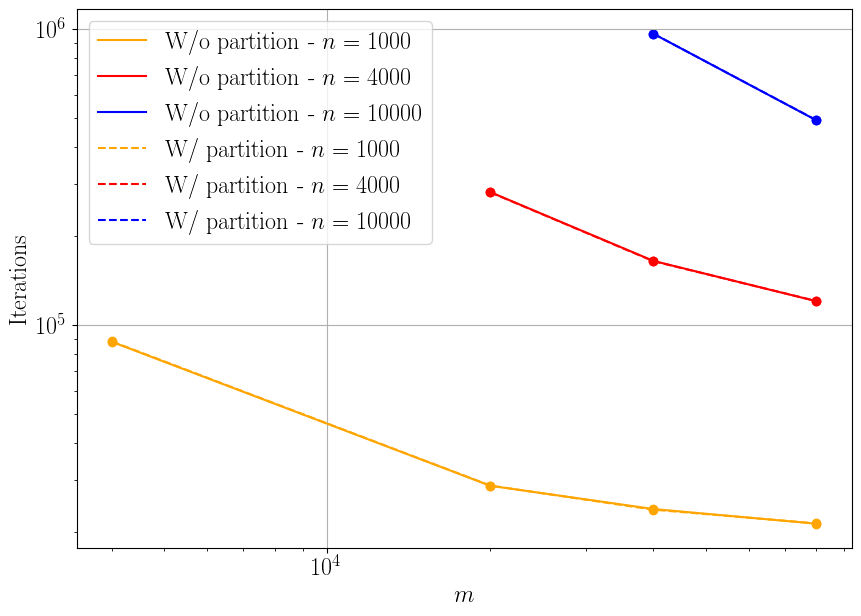 10^6
W/o partition - n = 1000
W/o partition - n = 4000
W/o partition - n = 10000
W/ partition - n = 1000
W/ partition - n = 4000
W/ partition - n = 10000
Iterations
10^5
10^4
m